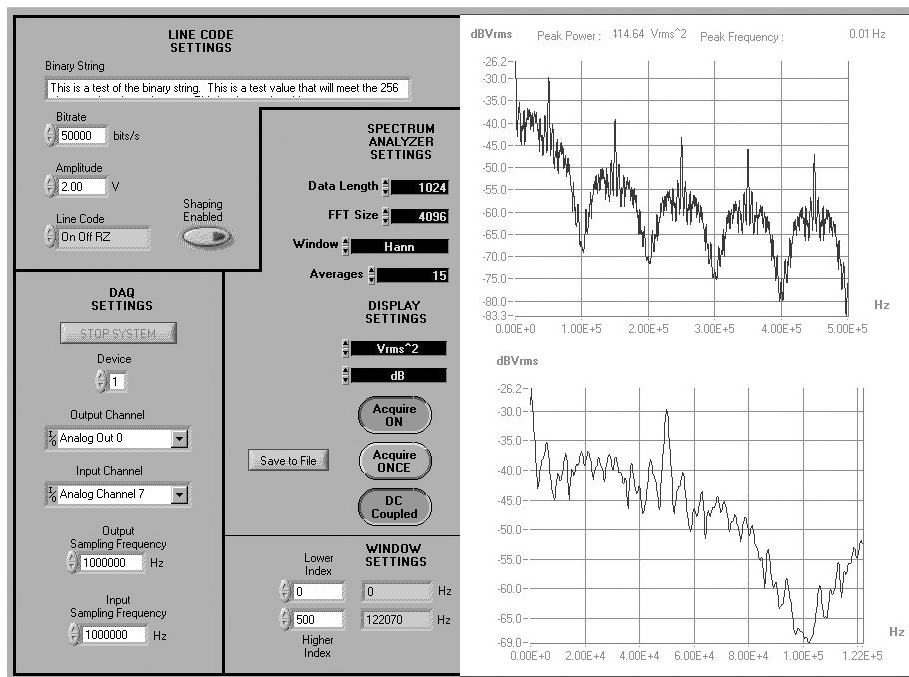 LINE CODE
SETTINGS
Binary String
This is a test of the binary string. This is a test value that will meet the 256
Bitrate
50000 bits/s
Amplitude
2.00 V
Line Code
On Off RZ
Shaping
Enabled
SPECTRUM
ANALYZER
SETTINGS
Data Length 1024
FFT Size 4096
Window Hann
Averages 15
DISPLAY
SETTINGS
Vrms^2
dB
Acquire
ON
Acquire
ONCE
DC
Coupled
Save to File
DAQ
SETTINGS
STOP SYSTEM
Device
1
Output Channel
I/O Analog Out 0
Input Channel
I/O Analog Channel 7
Output
Sampling Frequency
1000000 Hz
Input
Sampling Frequency
1000000 Hz
Lower
Index
WINDOW
SETTINGS
0 0 Hz
500 122070 Hz
Higher
Index
dBVrms Peak Power : 114.64 Vrms^2 Peak Frequency : 0.01 Hz
-26.2
-30.0
-35.0
-40.0
-45.0
-50.0
-55.0
-60.0
-65.0
-70.0
-75.0
-80.0
-83.3
Hz
0.00E+0 1.00E+5 2.00E+5 3.00E+5 4.00E+5 5.00E+5
dBVrms
-26.2
-30.0
-35.0
-40.0
-45.0
-50.0
-55.0
-60.0
-65.0
-69.0
Hz
0.00E+0 2.00E+4 4.00E+4 6.00E+4 8.00E+4 1.00E+5 1.22E+5